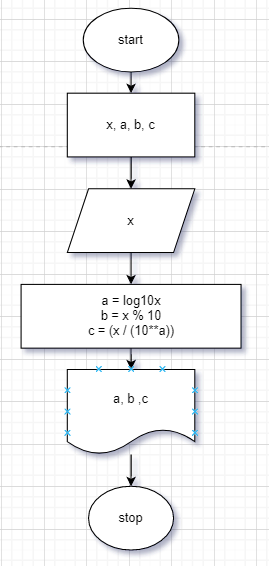 start
x, a, b, c
x
a = log10x
b = x % 10
c = (x / (10**a))
a, b ,c
stop